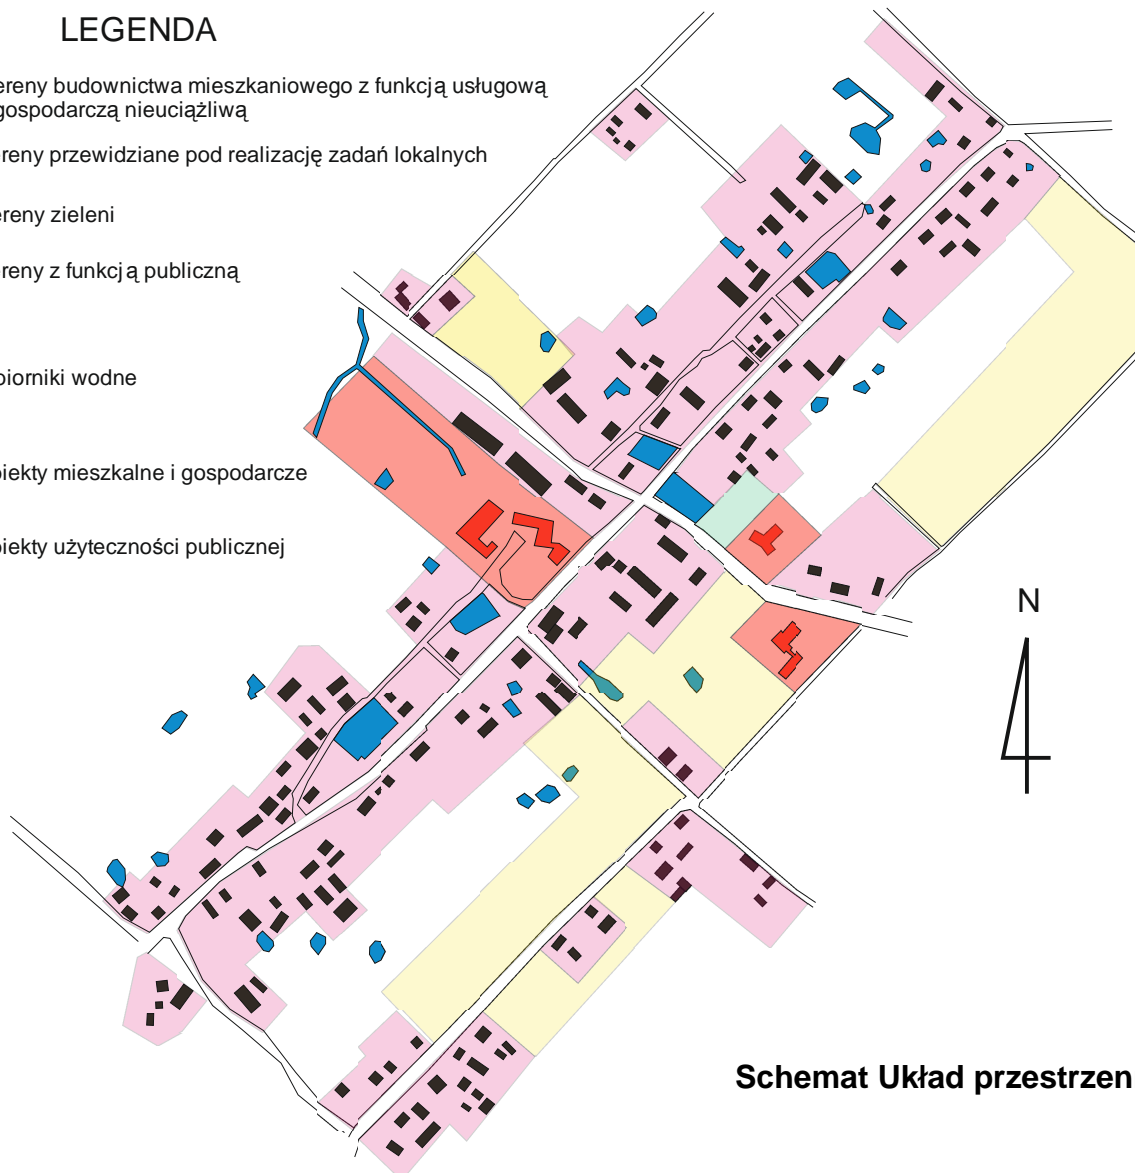 LEGENDA
ereny budownictwa mieszkaniowego z funkcją usługową
gospodarczą nieuciążliwą
ereny przewidziane pod realizację zadań lokalnych
ereny zieleni
ereny z funkcją publiczną
biorniki wodne
biekty mieszkalne i gospodarcze
biekty użyteczności publicznej
N
Schemat Układ przestrzen